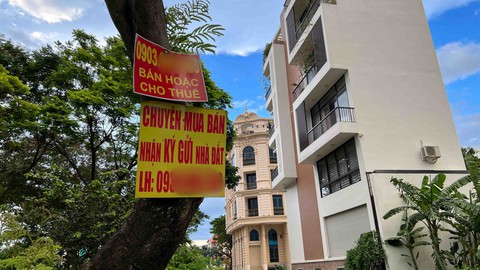 0903
BÁN HOẶC
CHO THUÊ
CHUYÊN MUA BÁN
NHẬN KÝ GỬI NHÀ ĐẤT
LH: 09